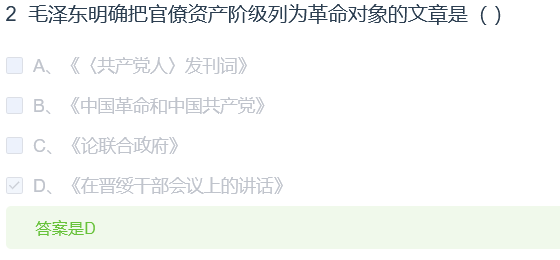 2 毛泽东明确把官僚资产阶级列为革命对象的文章是（ ）
A、《〈共产党人〉发刊词》
B、《中国革命和中国共产党》
C、《论联合政府》
D、《在晋绥干部会议上的讲话》
答案是D